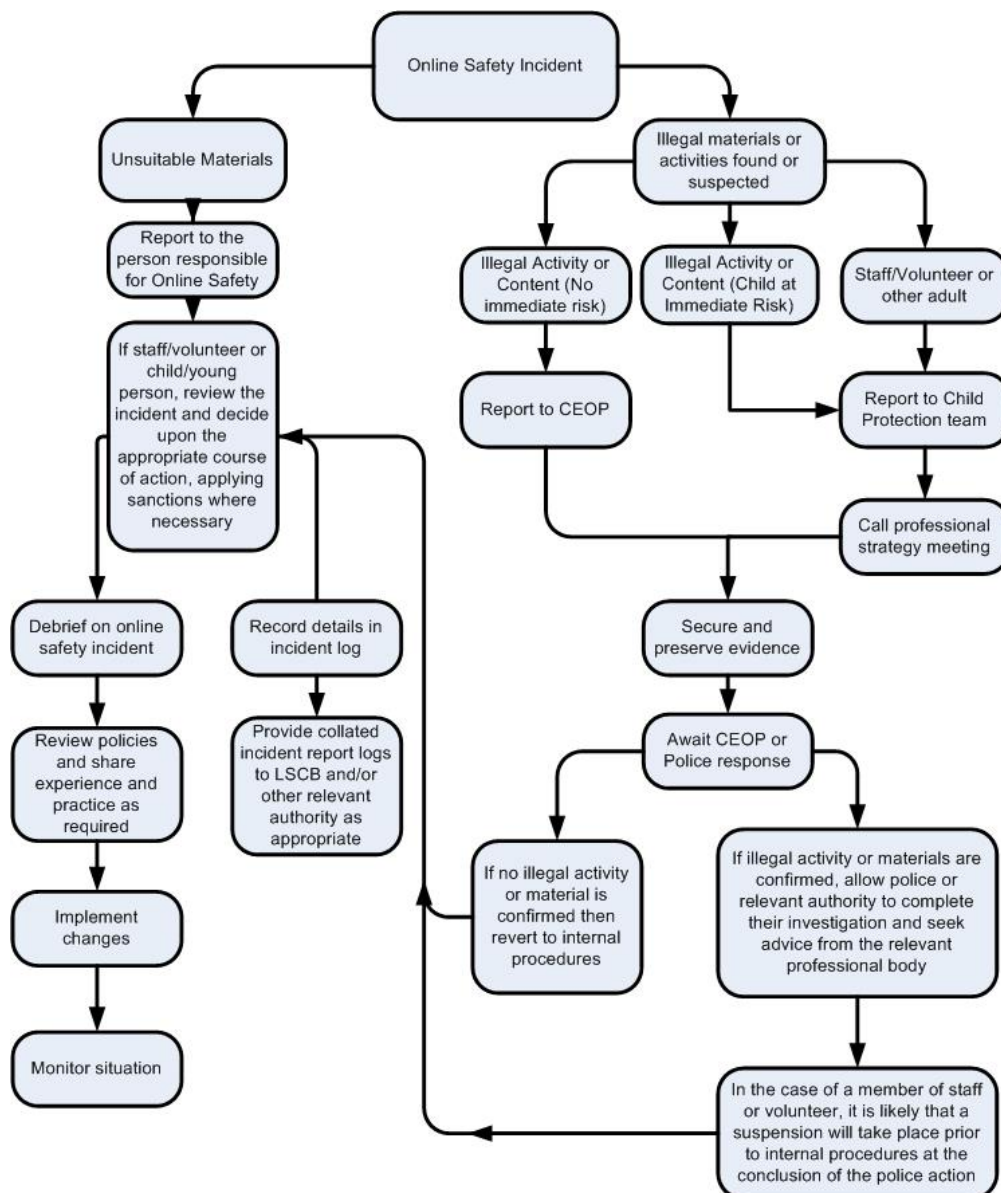 Online Safety Incident
Unsuitable Materials
Report to the
person responsible
for Online Safety
If staff/volunteer or
child/young
person, review the
incident and decide
upon the
appropriate course
of action, applying
sanctions where
necessary
Debrief on online
safety incident
Review policies
and share
experience and
practice as
required
Implement
changes
Monitor situation
Record details in
incident log
Provide collated
incident report logs
to LSCB and/or
other relevant
authority as
appropriate
Illegal materials or
activities found or
suspected
Illegal Activity or
Content (No
immediate risk)
Illegal Activity or
Content (Child at
Immediate Risk)
Staff/Volunteer or
other adult
Report to CEOP
Report to Child
Protection team
Call professional
strategy meeting
Secure and
preserve evidence
Await CEOP or
Police response
If no illegal activity
or material is
confirmed then
revert to internal
procedures
If illegal activity or materials are
confirmed, allow police or
relevant authority to complete
their investigation and seek
advice from the relevant
professional body
In the case of a member of staff
or volunteer, it is likely that a
suspension will take place prior
to internal procedures at the
conclusion of the police action